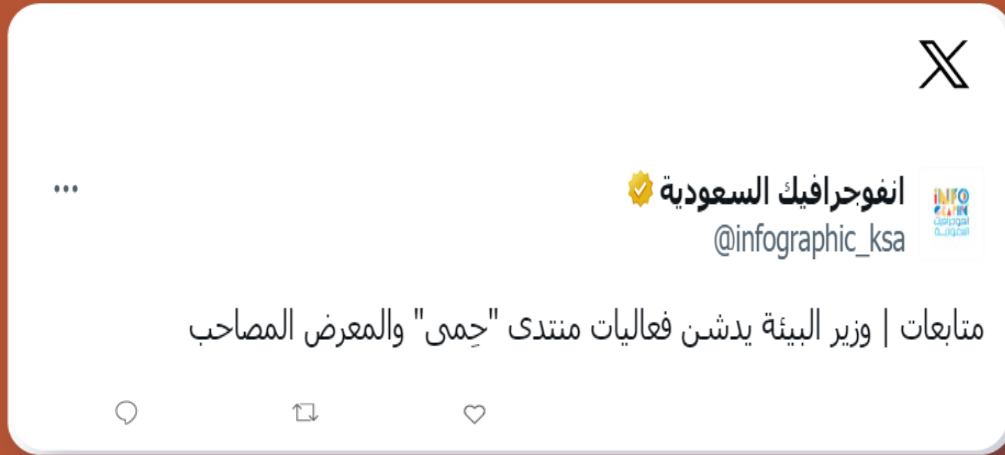 انفوجرافيك السعودية
@infographic_ksa
متابعات | وزير البيئة يدشن فعاليات منتدى "حِمى" والمعرض المصاحب